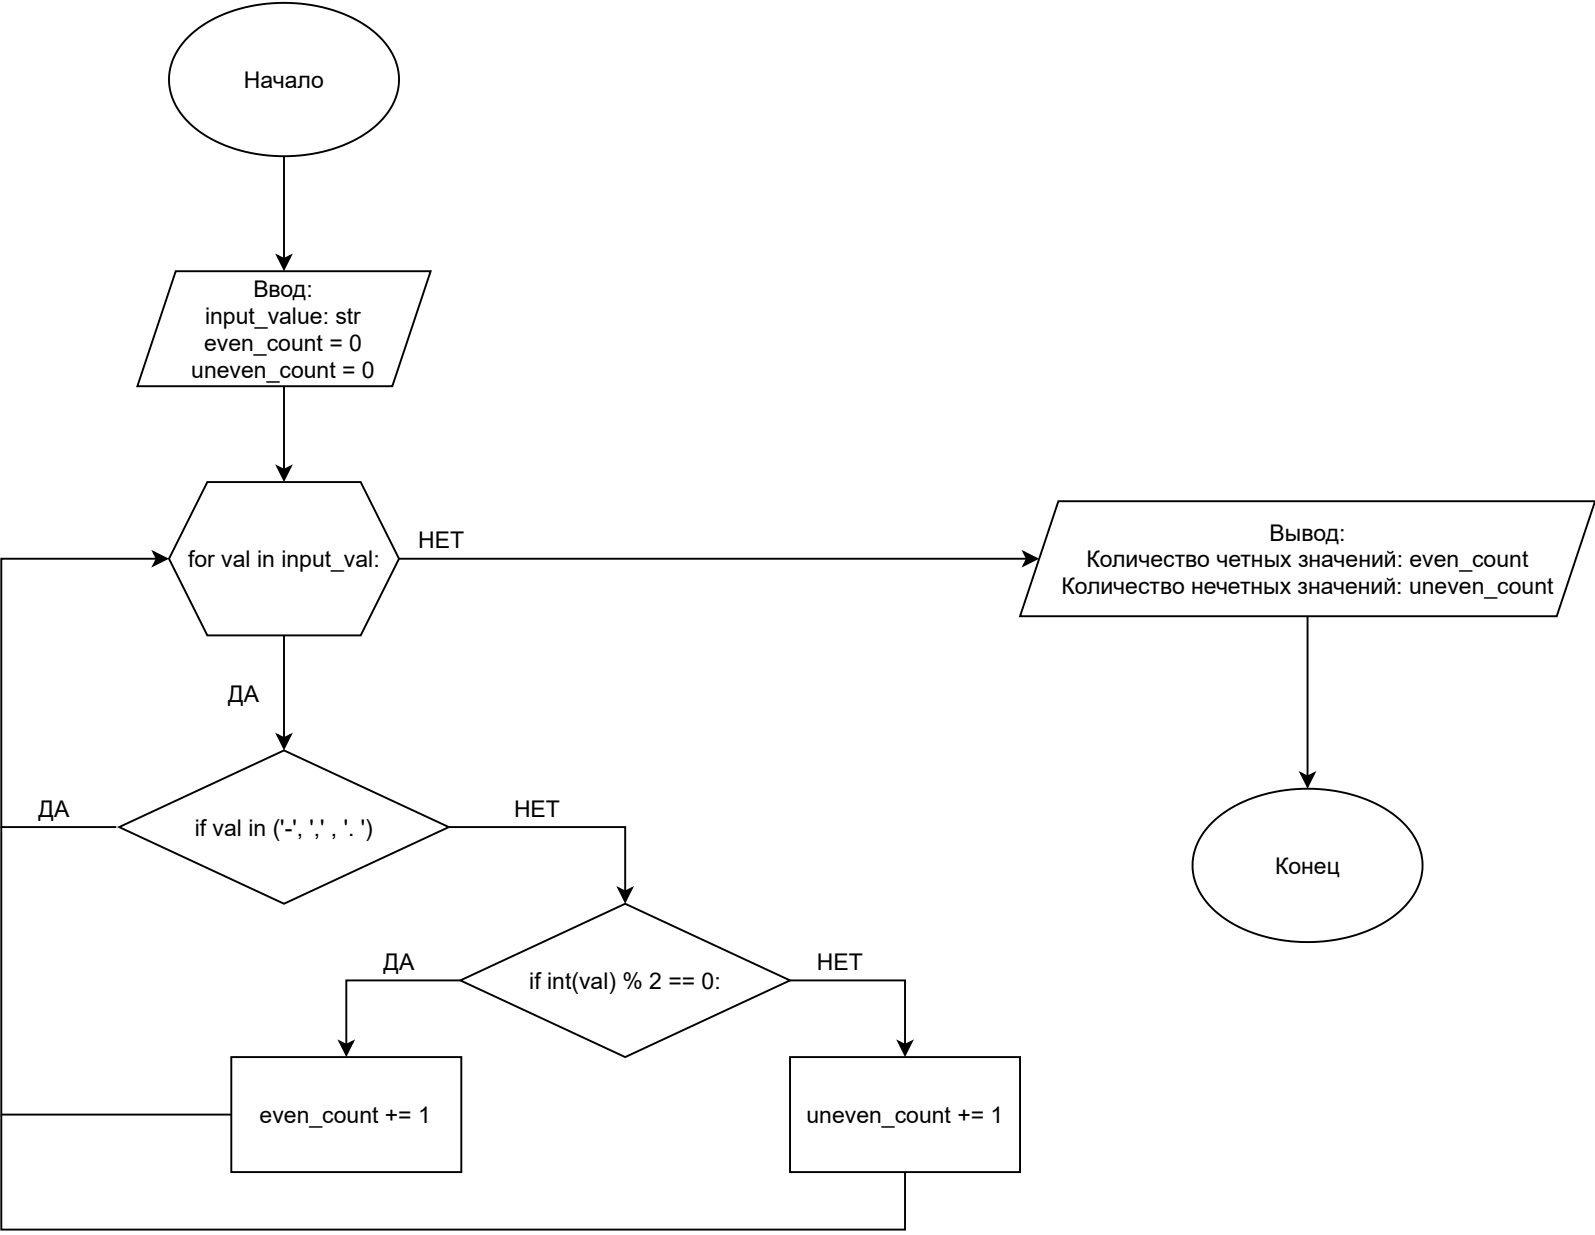 Начало
Ввод:
input_value: str
even_count = 0
uneven_count = 0
for val in input_val:
НЕТ
Вывод:
Количество четных значений: even_count
Количество нечетных значений: uneven_count
ДА
ДА
if val in ('-', ',' , '. ')
НЕТ
Конец
ДА
if int(val) % 2 == 0:
НЕТ
even_count += 1
uneven_count += 1